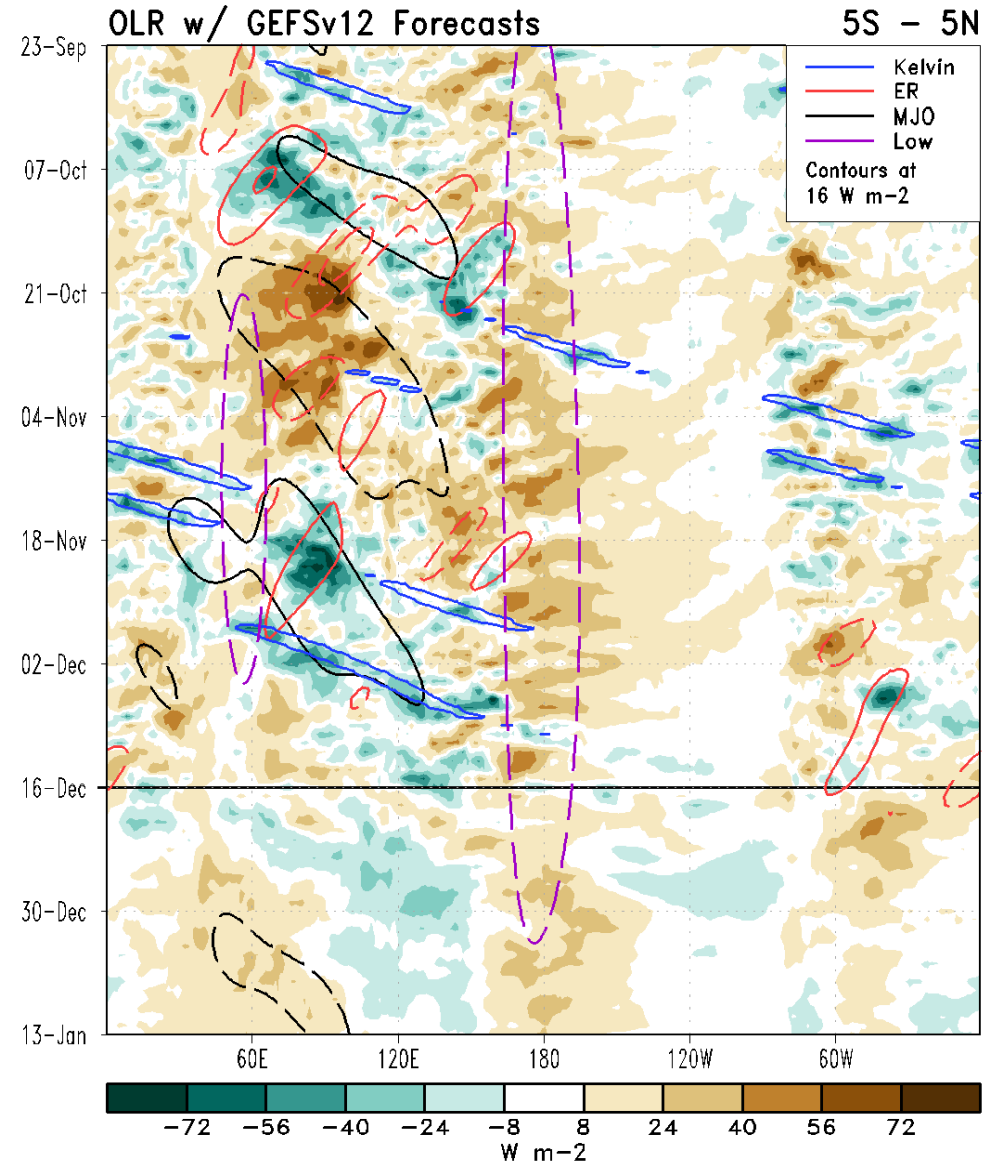 OLR w/ GEFSv12 Forecasts 5S - 5N
23-Sep
07-Oct
21-Oct
04-Nov
18-Nov
02-Dec
16-Dec
30-Dec
13-Jan
Kelvin
ER
MJO
Low
Contours at
16 W m-2
60E 120E 180 120W 60W
-72 -56 -40 -24 -8 8 24 40 56 72
W m-2